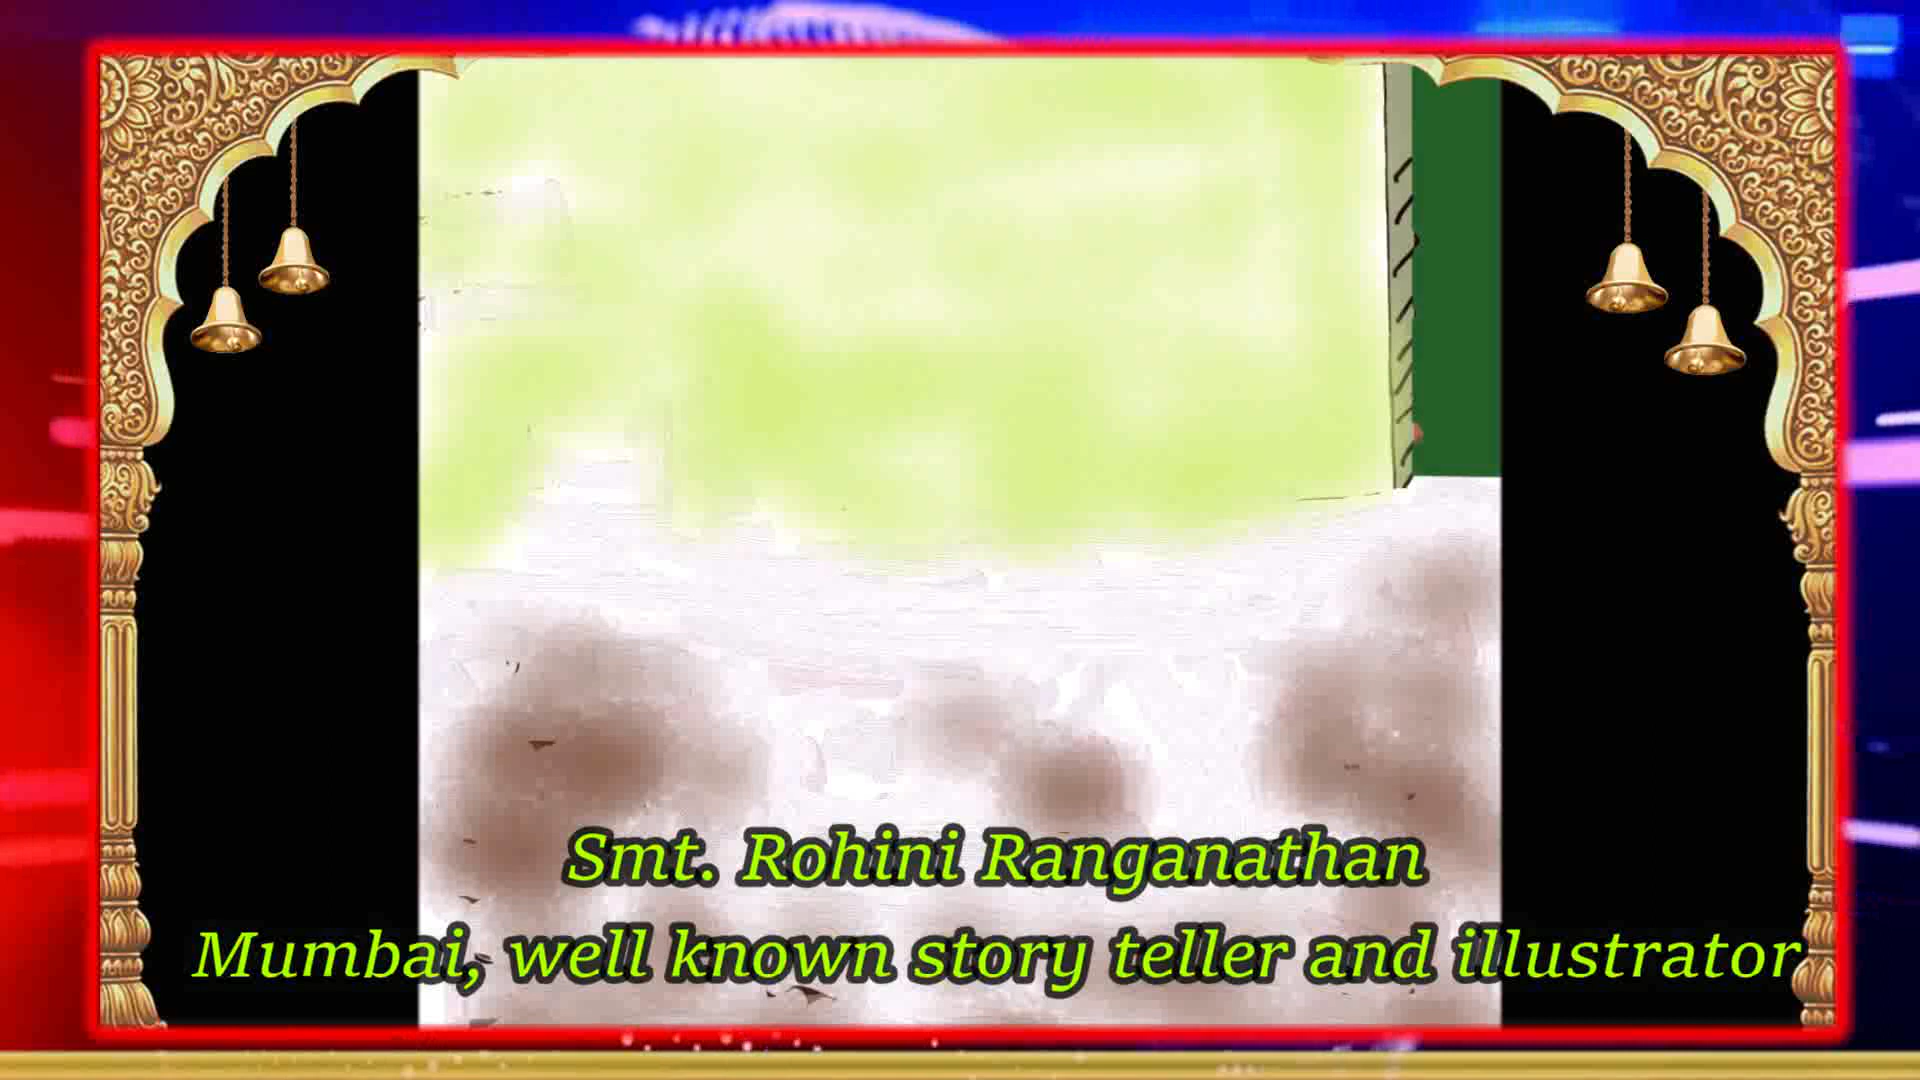 Smt. Rohini Ranganathan
Mumbai, well known story teller and illustrator